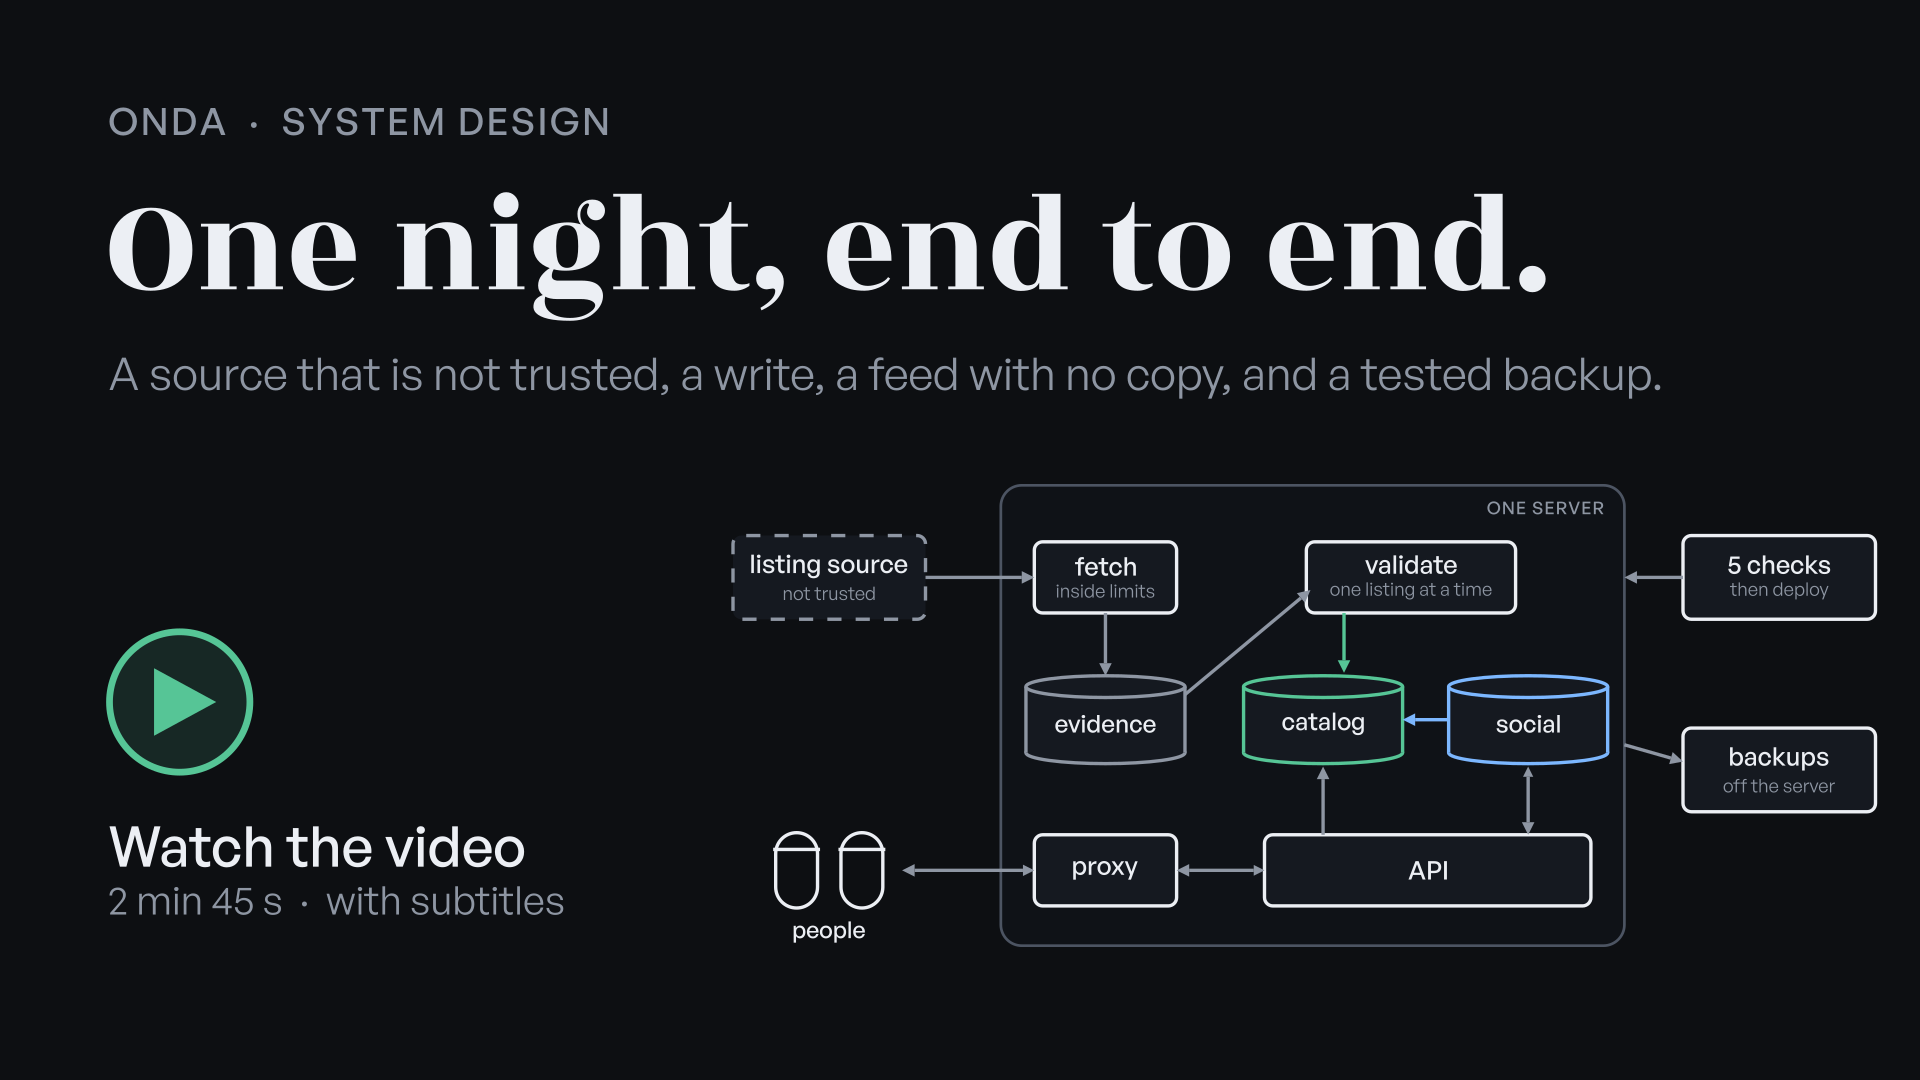 ONDA · SYSTEM DESIGN
One night, end to end.
A source that is not trusted, a write, a feed with no copy, and a tested backup.
ONE SERVER
listing source
not trusted
fetch
inside limits
validate
one listing at a time
5 checks
then deploy
evidence
catalog
social
backups
off the server
people
proxy
API
Watch the video
2 min 45 s · with subtitles